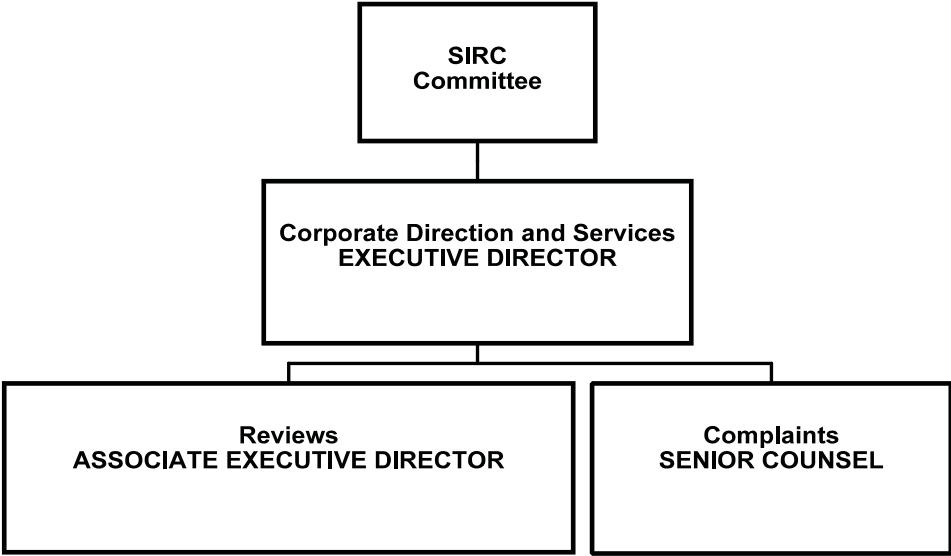 SIRC
Committee
Corporate Direction and Services
EXECUTIVE DIRECTOR
Reviews
ASSOCIATE EXECUTIVE DIRECTOR
Complaints
SENIOR COUNSEL